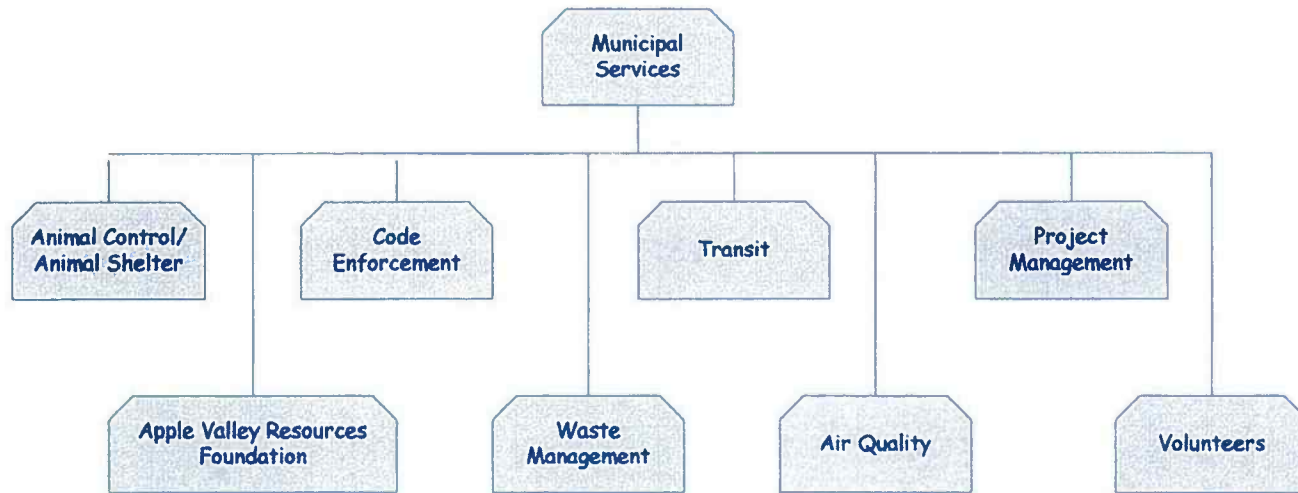 Municipal
Services
Animal Control/
Animal Shelter
Code
Enforcement
Transit
Project
Management
Apple Valley Resources
Foundation
Waste
Management
Air Quality
Volunteers